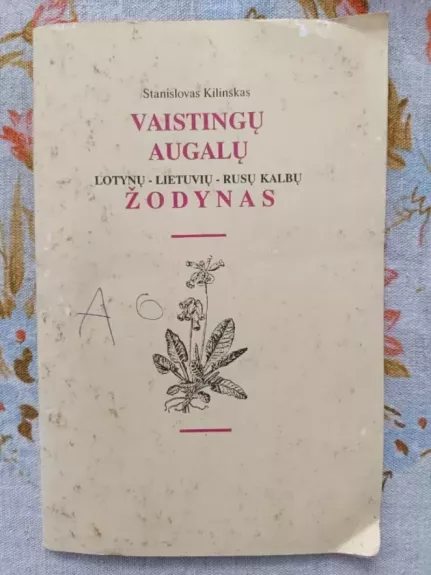 Stanislovas Kilinskas
VAISTINGŲ
AUGALŲ
LOTYNŲ - LIETUVIŲ - RUSŲ KALBŲ
ŽODYNAS
A 6